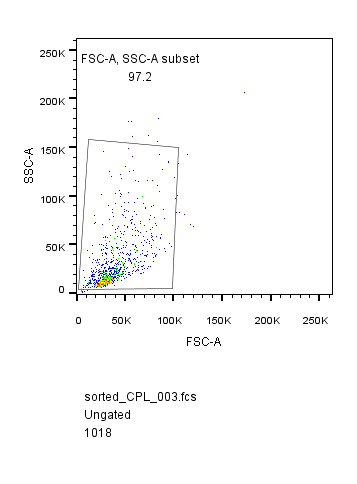 FSC-A, SSC-A subset
97.2
250K
200K
150K
100K
50K
0
SSC-A
0 50K 100K 150K 200K 250K
FSC-A
sorted_CPL_003.fcs
Ungated
1018